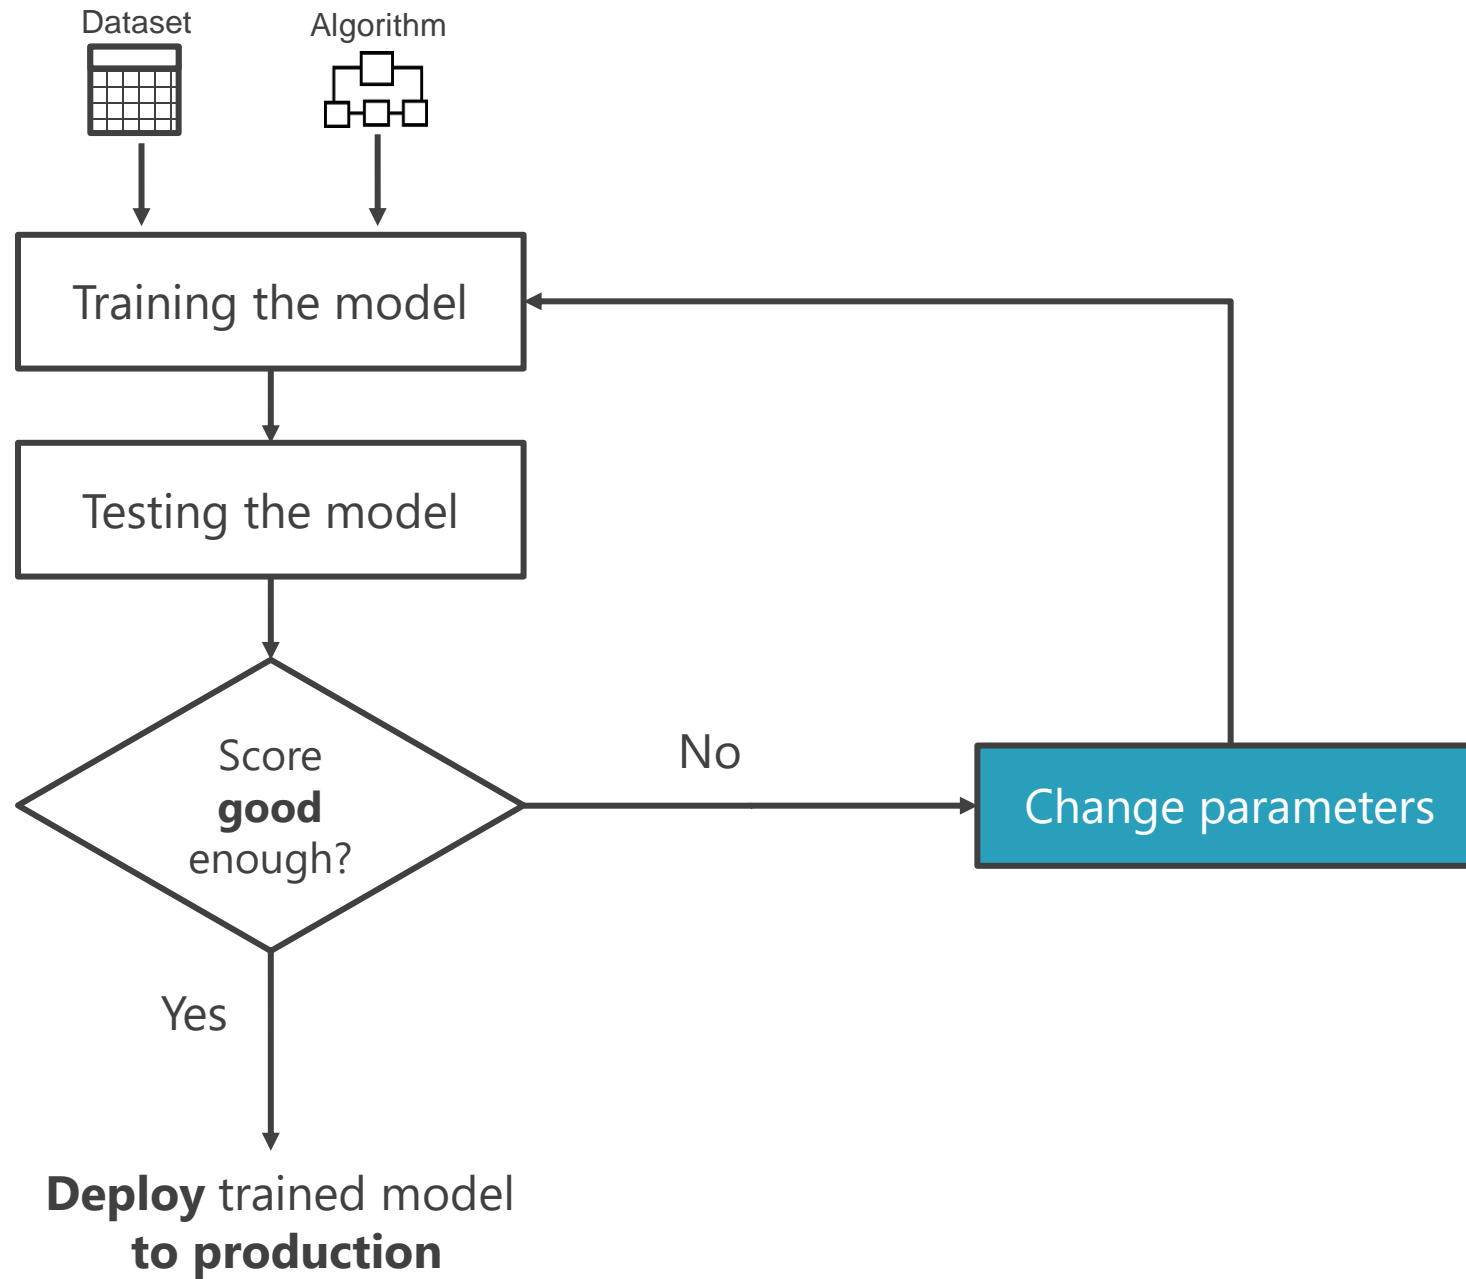 Dataset
Algorithm
Training the model
Testing the model
Score
good
enough?
No
Change parameters
Yes
Deploy trained model
to production